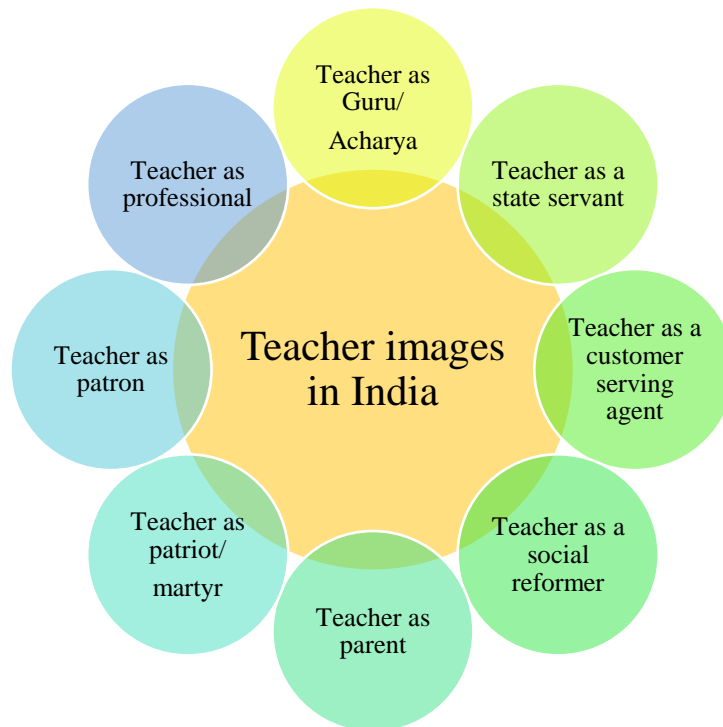 Teacher as
Guru/
Acharya
Teacher as a
state servant
Teacher as a
customer
serving
agent
Teacher as a
social
reformer
Teacher as
parent
Teacher as
patriot/
martyr
Teacher as
patron
Teacher as
professional
Teacher images
in India